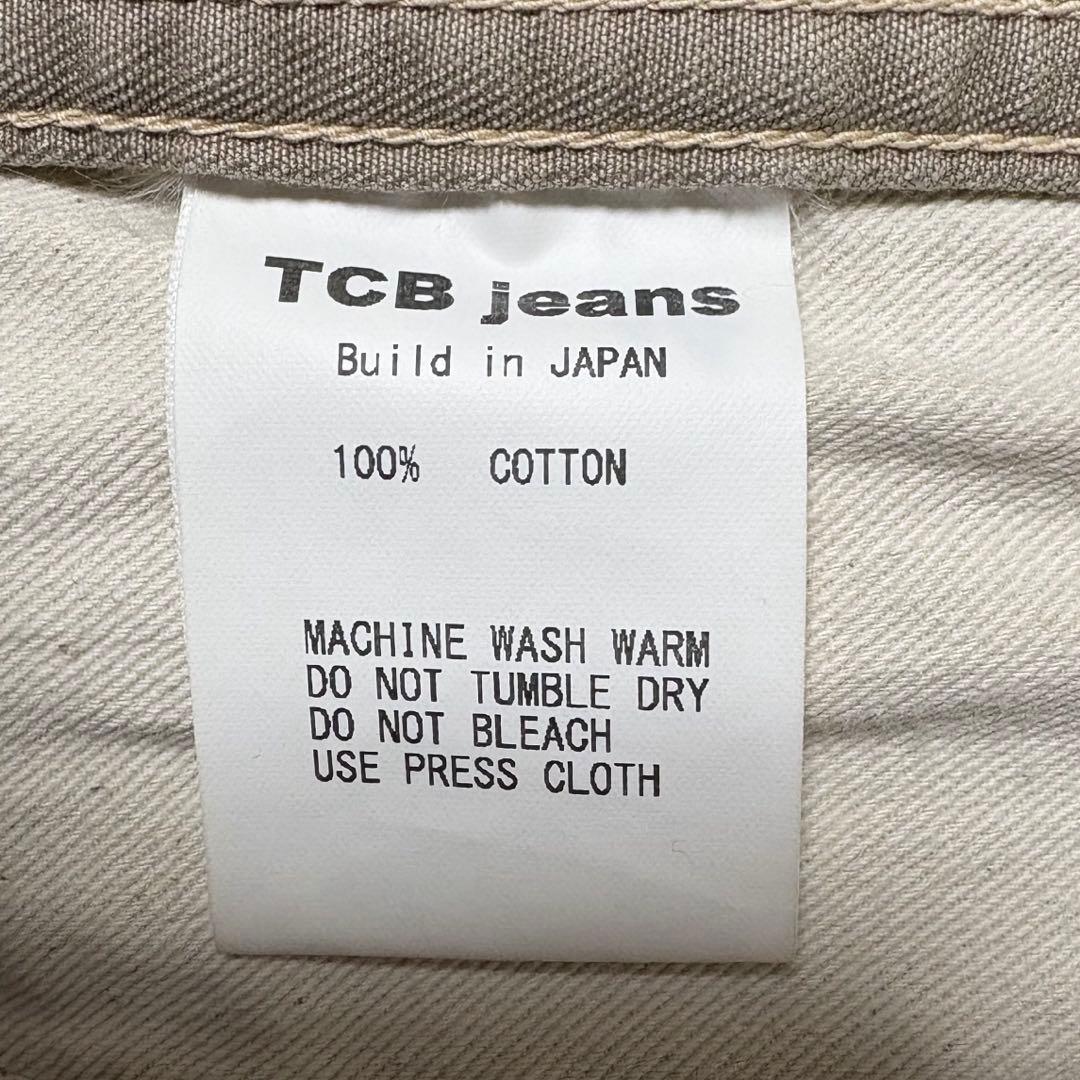 TCB jeans
Build in JAPAN
100% COTTON
MACHINE WASH WARM
DO NOT TUMBLE DRY
DO NOT BLEACH
USE PRESS CLOTH